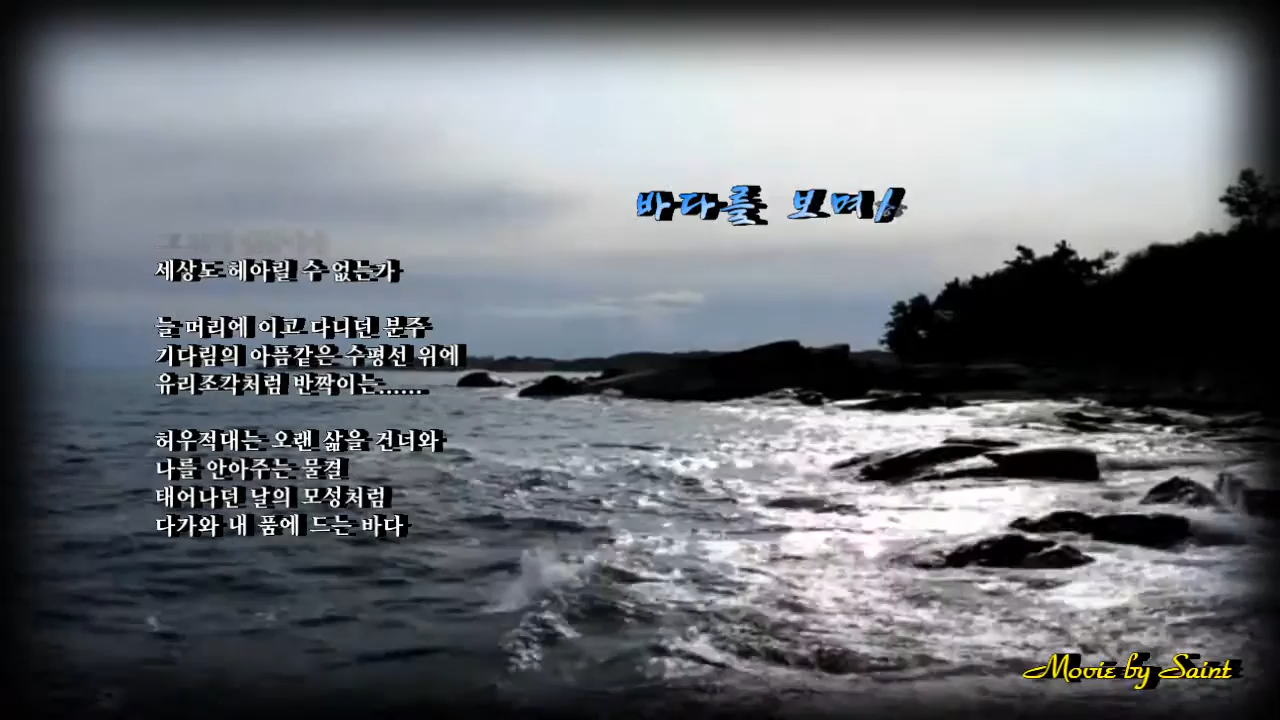 바다를 보며
세상도 헤아릴 수 없는가
늘 머리에 이고 다니던 분주
기다림의 아픔같은 수평선 위에
유리조각처럼 반짝이는......
허우적대는 오랜 삶을 건너와
나를 안아주는 물결
태어나던 날의 모성처럼
다가와 내 품에 드는 바다
Movie by Saint